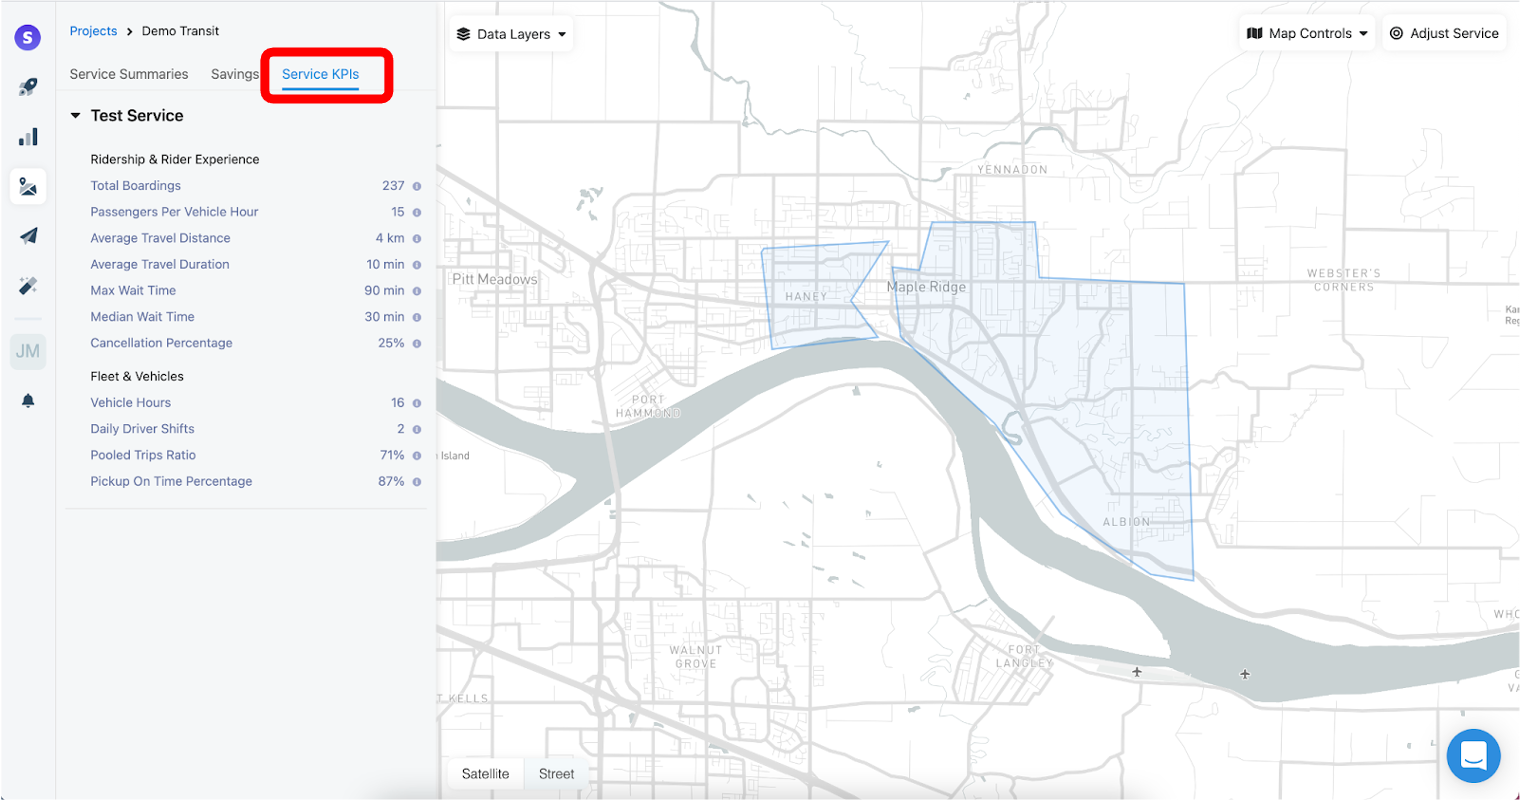 S
Projects > Demo Transit
Service Summaries Savings Service KPIs
Test Service
Ridership & Rider Experience
Total Boardings 237
Passengers Per Vehicle Hour 15
Average Travel Distance 4 km
Average Travel Duration 10 min
Max Wait Time 90 min
Median Wait Time 30 min
Cancellation Percentage 25%
Fleet & Vehicles
Vehicle Hours 16
Daily Driver Shifts 2
Pooled Trips Ratio 71%
Pickup On Time Percentage 87%
JM
Data Layers
Map Controls
Adjust Service
YENNADON
Pitt Meadows
HANEY
Maple Ridge
WEBSTER'S
CORNERS
Kan
Reg
PORT
HAMMOND
Island
ALBION
WALNUT
GROVE
FORT
LANGLEY
T KELLS
WHO
VA
Satellite Street